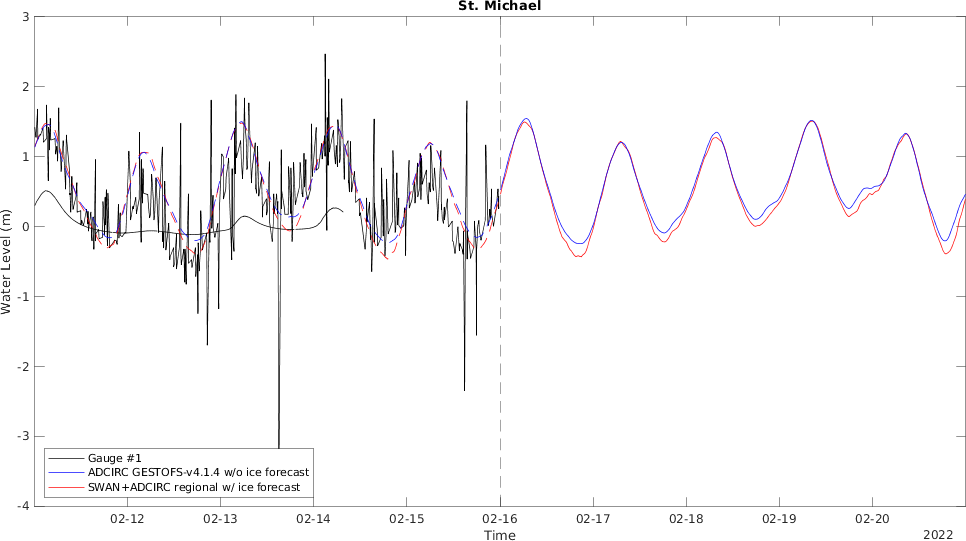 St. Michael
3
2
1
0
-1
-2
-3
-4
Water Level (m)
Gauge #1
ADCIRC GESTOFS-v4.1.4 w/o ice forecast
SWAN+ADCIRC regional w/ ice forecast
02-12 02-13 02-14 02-15 02-16 02-17 02-18 02-19 02-20
Time
2022